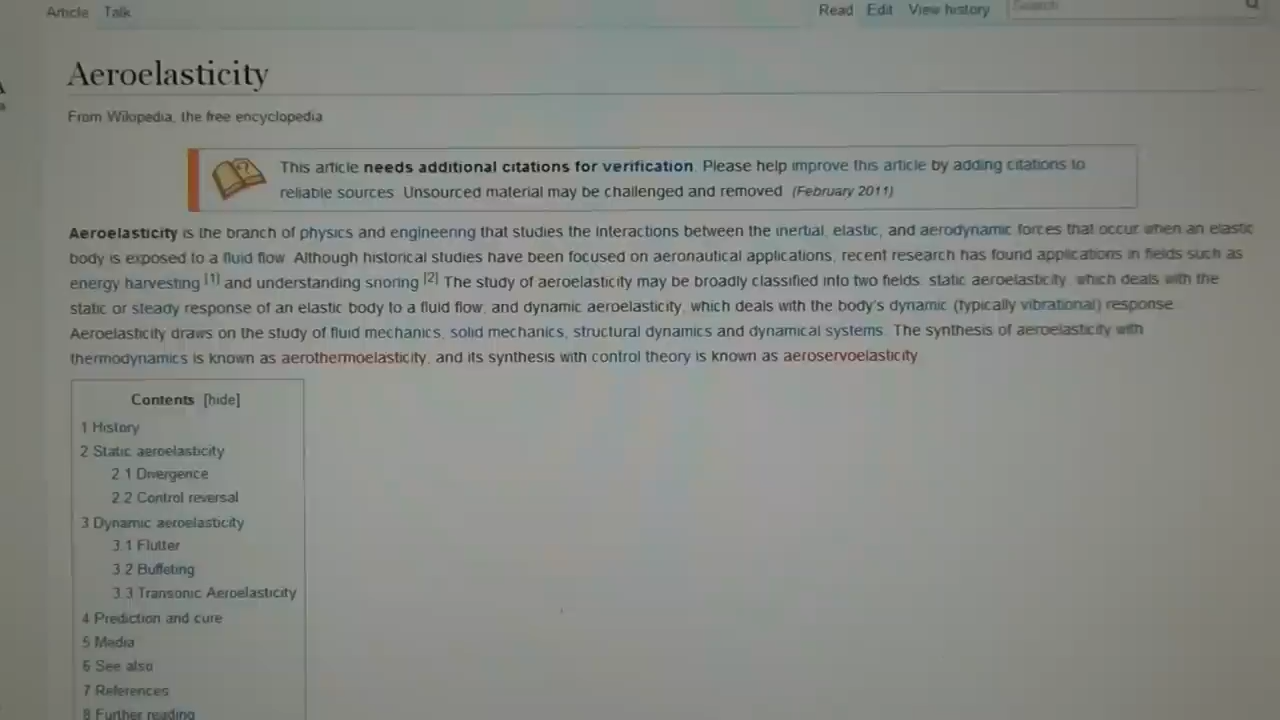 Article Talk Read Edit View history Search
Aeroelasticity
From Wikipedia, the free encyclopedia
This article needs additional citations for verification. Please help improve this article by adding citations to
reliable sources. Unsourced material may be challenged and removed. (February 2011)
Aeroelasticity is the branch of physics and engineering that studies the interactions between the inertial, elastic, and aerodynamic forces that occur when an elastic
body is exposed to a fluid flow. Although historical studies have been focused on aeronautical applications, recent research has found applications in fields such as
energy harvesting [1] and understanding snoring [2] The study of aeroelasticity may be broadly classified into two fields: static aeroelasticity, which deals with the
static or steady response of an elastic body to a fluid flow; and dynamic aeroelasticity, which deals with the body's dynamic (typically vibrational) response.
Aeroelasticity draws on the study of fluid mechanics, solid mechanics, structural dynamics and dynamical systems. The synthesis of aeroelasticity with
thermodynamics is known as aerothermoelasticity, and its synthesis with control theory is known as aeroservoelasticity.
Contents [hide]
1 History
2 Static aeroelasticity
2.1 Divergence
2.2 Control reversal
3 Dynamic aeroelasticity
3.1 Flutter
3.2 Buffeting
3.3 Transonic Aeroelasticity
4 Prediction and cure
5 Media
6 See also
7 References
8 Further reading